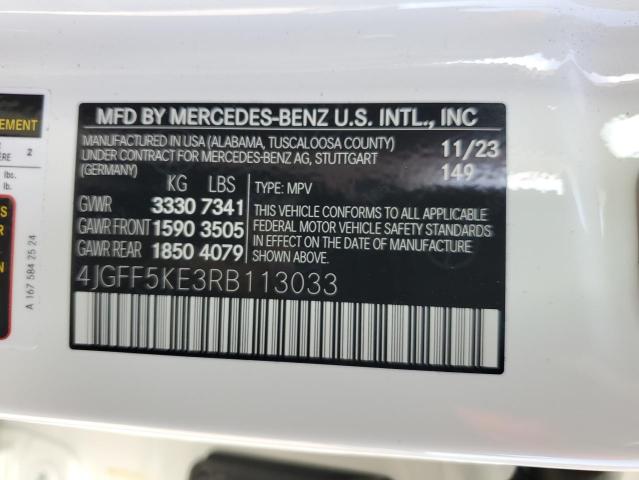 MFD BY MERCEDES-BENZ U.S. INTL., INC
MANUFACTURED IN USA (ALABAMA, TUSCALOOSA COUNTY) 11/23
UNDER CONTRACT FOR MERCEDES-BENZ AG, STUTTGART
(GERMANY) 149
KG LBS TYPE: MPV
GVWR 3330 7341
GAWR FRONT 1590 3505
GAWR REAR 1850 4079
THIS VEHICLE CONFORMS TO ALL APPLICABLE
FEDERAL MOTOR VEHICLE SAFETY STANDARDS
IN EFFECT ON THE DATE OF MANUFACTURE
SHOWN ABOVE.
4JGFF5KE3RB113033
2
lbs.
lb.
A 167 584 25 24